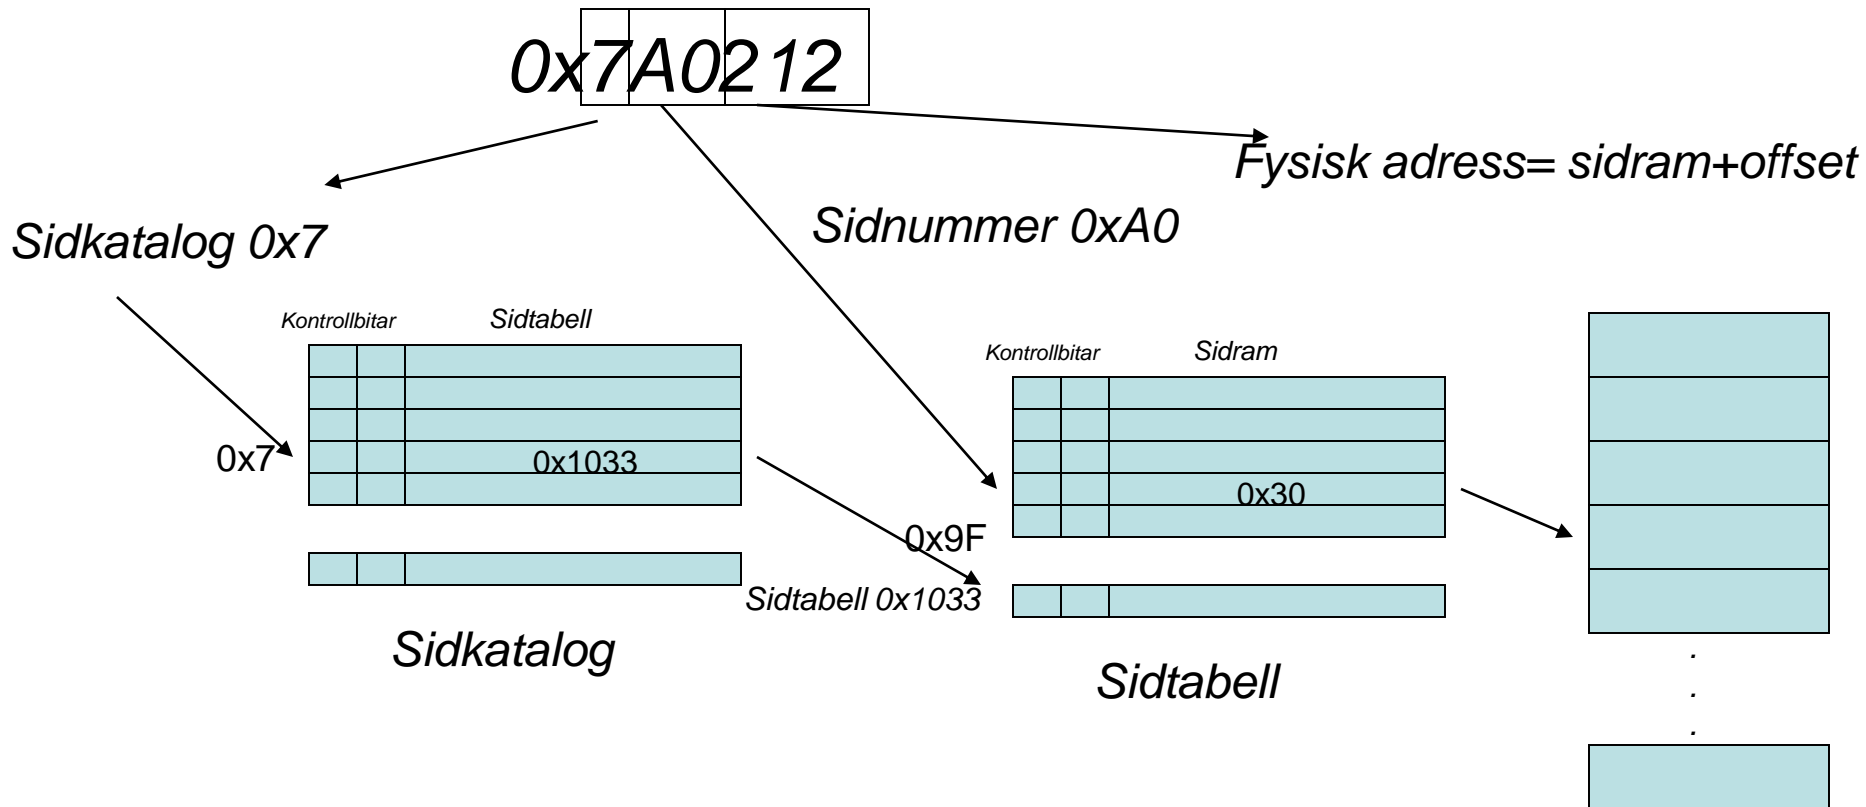 0x7A0212
Fysisk adress= sidram+offset
Sidnummer 0xA0
Sidkatalog 0x7
Kontrollbitar Sidtabell
Kontrollbitar Sidram
0x7 0x1033
0x30
0x9F
Sidtabell 0x1033
Sidkatalog
Sidtabell
.
.
.